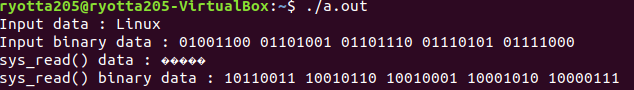 ryotta205@ryotta205-VirtualBox:~$ ./a.out
Input data : Linux
Input binary data : 01001100 01101001 01101110 01110101 01111000
sys_read() data : �����
sys_read() binary data : 10110011 10010110 10010001 10001010 10000111